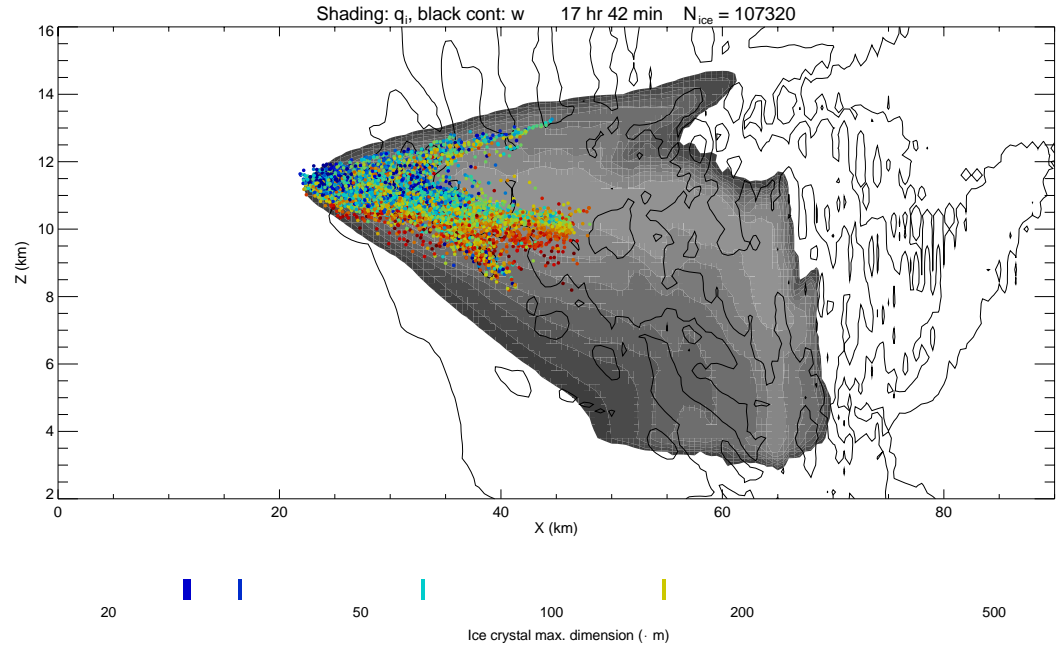 Shading: qi, black cont: w 17 hr 42 min Nice = 107320
16
14
12
10
8
6
4
2
Z (km)
0 20 40 60 80
X (km)
20 50 100 200 500
Ice crystal max. dimension (· m)